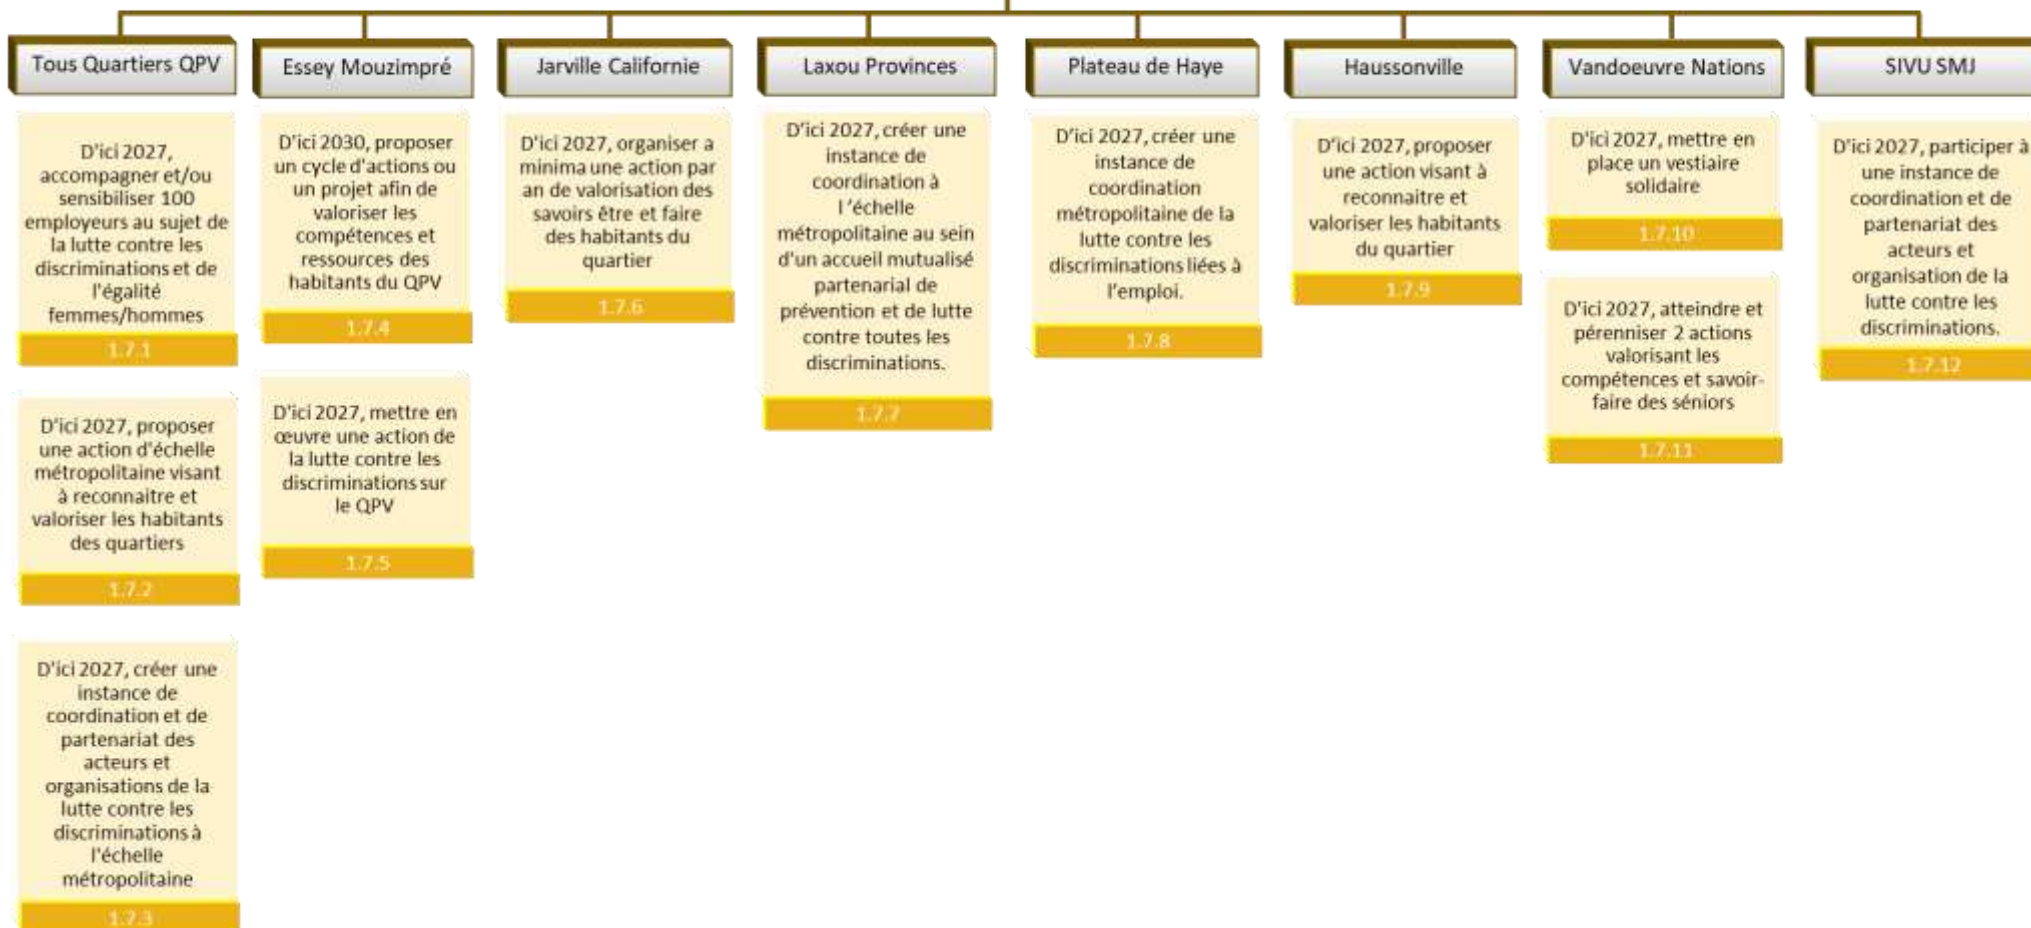 Tous Quartiers QPV
D'ici 2027,
accompagner et/ou
sensibiliser 100
employeurs au sujet de
la lutte contre les
discriminations et de
l'égalité
femmes/hommes
1.7.1
D'ici 2027, proposer
une action d'échelle
métropolitaine visant
à reconnaitre et
valoriser les habitants
des quartiers
1.7.2
D'ici 2027, créer une
instance de
coordination et de
partenariat des
acteurs et
organisations de la
lutte contre les
discriminations à
l'échelle
métropolitaine
1.7.3
Essey Mouzimpré
D'ici 2030, proposer
un cycle d'actions ou
un projet afin de
valoriser les
compétences et
ressources des
habitants du QPV
1.7.4
D'ici 2027, mettre en
œuvre une action de
la lutte contre les
discriminations sur
le QPV
1.7.5
Jarville Californie
D'ici 2027, organiser a
minima une action par
an de valorisation des
savoirs être et faire
des habitants du
quartier
1.7.6
Laxou Provinces
D'ici 2027, créer une
instance de
coordination à
l 'échelle
métropolitaine au sein
d'un accueil mutualisé
partenarial de
prévention et de lutte
contre toutes les
discriminations.
1.7.7
Plateau de Haye
D'ici 2027, créer une
instance de
coordination
métropolitaine de la
lutte contre les
discriminations liées à
l'emploi.
1.7.8
Haussonville
D'ici 2027, proposer
une action visant à
reconnaitre et
valoriser les habitants
du quartier
1.7.9
Vandoeuvre Nations
D'ici 2027, mettre en
place un vestiaire
solidaire
1.7.10
D'ici 2027, atteindre et
pérenniser 2 actions
valorisant les
compétences et savoir-
faire des séniors
1.7.11
SIVU SMJ
D'ici 2027, participer à
une instance de
coordination et de
partenariat des
acteurs et
organisation de la
lutte contre les
discriminations.
1.7.12